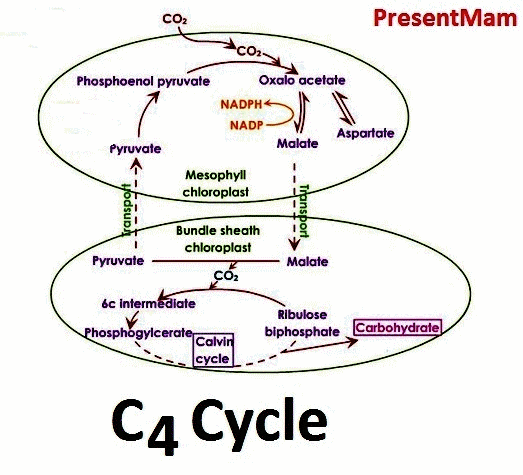 PresentMam
CO₂
CO₂
Phosphoenol pyruvate
Oxalo acetate
NADPH
NADP
Aspartate
Pyruvate
Malate
Mesophyll
chloroplast
Transport
Transport
Bundle sheath
chloroplast
Pyruvate
Malate
CO₂
6c intermediate
Ribulose
biphosphate
Carbohydrate
Phosphogylcerate
Calvin
cycle
C₄ Cycle